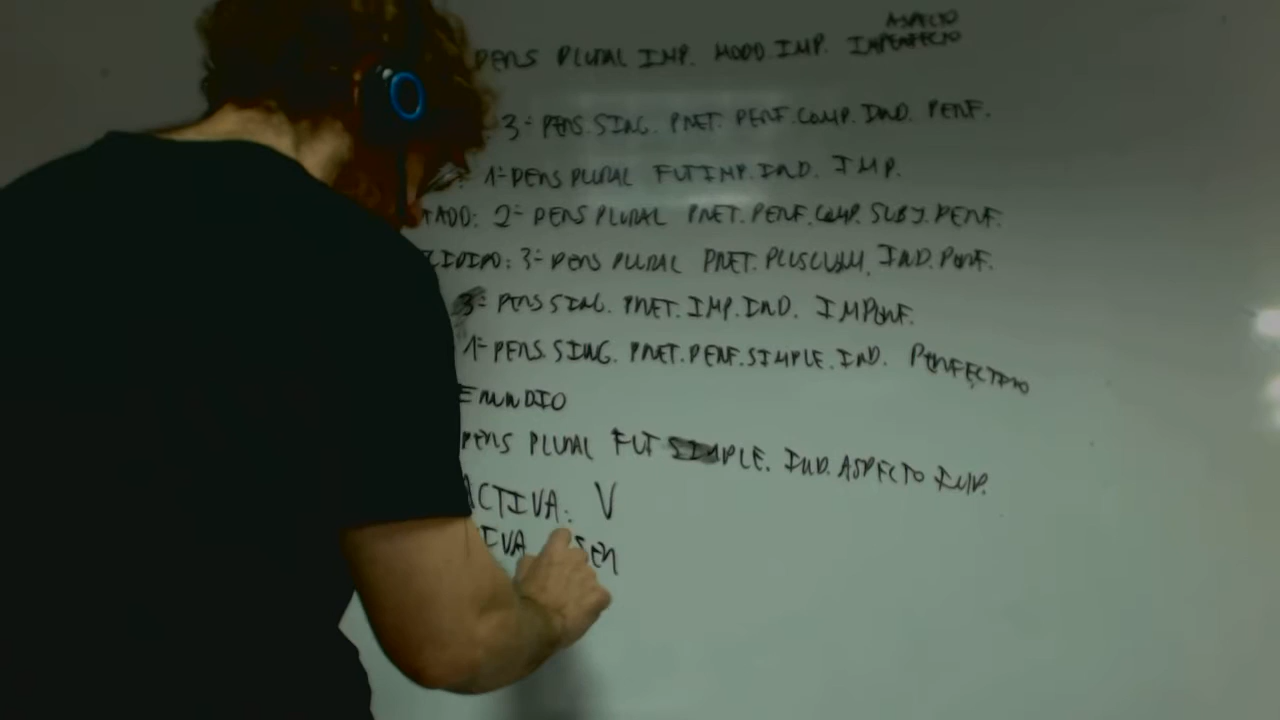 ASPECTO
PERS PLURAL IMP. MODO IMP. IMPERFECTO
3ª PERS. SING. PRET. PERF. COMP. IND. PERF.
1ª PERS PLURAL FUT IMP. IND. IMP.
TADO: 2ª PERS PLURAL PRET. PERF. COMP. SUBJ. PERF.
3ª PERS PLURAL PRET. PLUSCUAM. IND. PERF.
3ª PERS SING. PRET. IMP. IND. IMPERF.
1ª PERS. SING. PRET. PERF. SIMPLE. IND. PERFECTIVO
PERS PLURAL FUT SIMPLE. IND. ASPECTO IMP.
ACTIVA: V
IVA SER